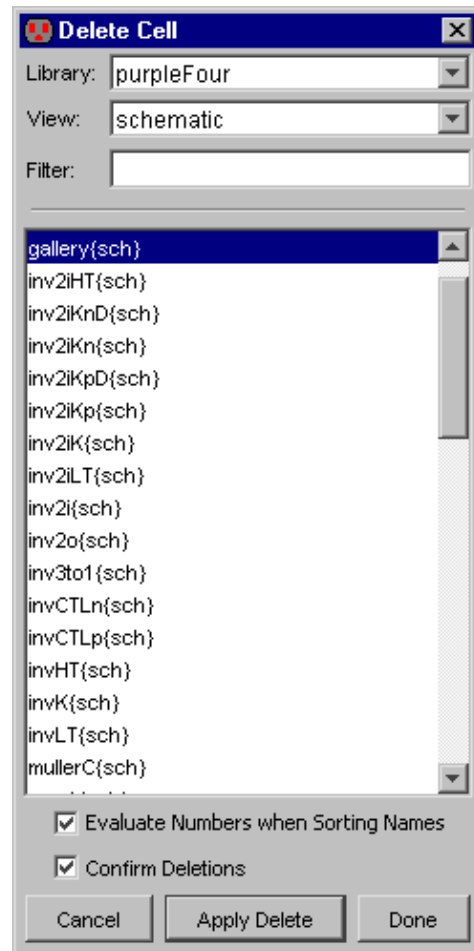 Delete Cell
Library: purpleFour
View: schematic
Filter:
gallery{sch}
inv2iHT{sch}
inv2iKnD{sch}
inv2iKn{sch}
inv2iKpD{sch}
inv2iKp{sch}
inv2iK{sch}
inv2iLT{sch}
inv2i{sch}
inv2o{sch}
inv3to1{sch}
invCTLn{sch}
invCTLp{sch}
invHT{sch}
invK{sch}
invLT{sch}
mullerC{sch}
Evaluate Numbers when Sorting Names
Confirm Deletions
Cancel Apply Delete Done